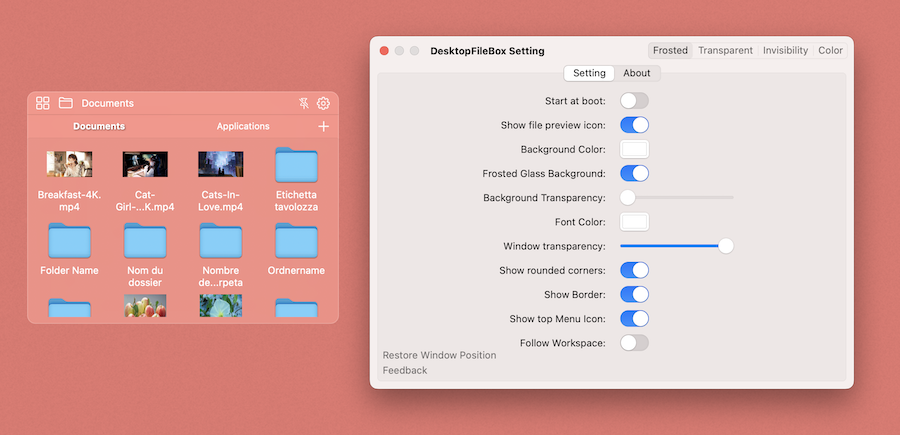 Documents
Documents
Applications
Breakfast-4K.
mp4
Cat-
Girl-...K.mp4
Cats-In-
Love.mp4
Etichetta
tavolozza
Folder Name
Nom du
dossier
Nombre
de...rpeta
Ordnername
DesktopFileBox Setting
Frosted
Transparent
Invisibility
Color
Setting
About
Start at boot:
Show file preview icon:
Background Color:
Frosted Glass Background:
Background Transparency:
Font Color:
Window transparency:
Show rounded corners:
Show Border:
Show top Menu Icon:
Follow Workspace:
Restore Window Position
Feedback